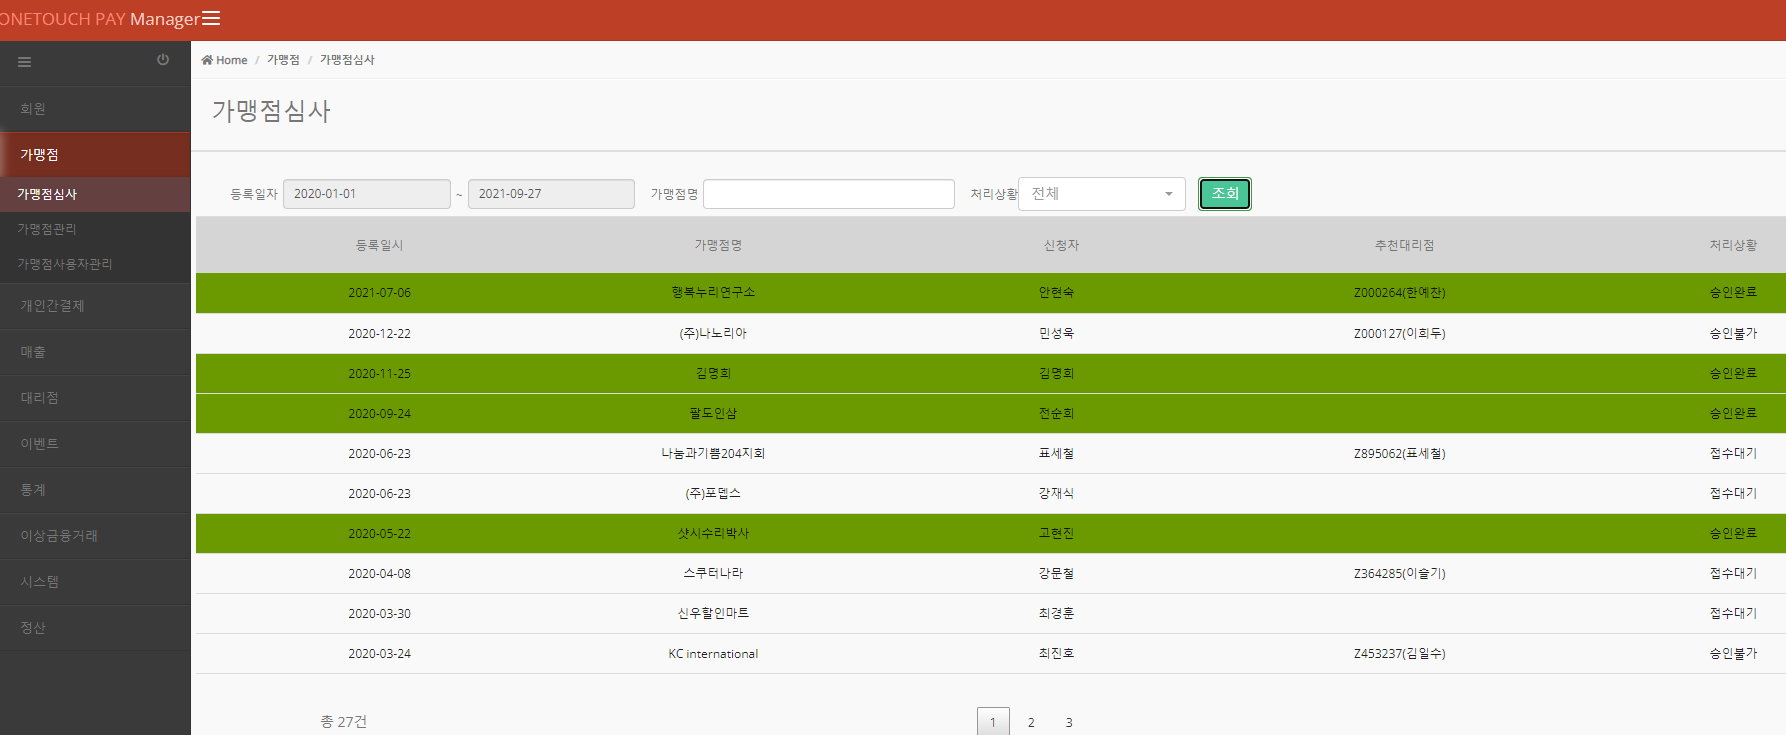 ONETOUCH PAY Manager
Home / 가맹점 / 가맹점심사
회원
가맹점
가맹점심사
가맹점관리
가맹점사용자관리
개인간결제
매출
대리점
이벤트
통계
이상금융거래
시스템
정산
가맹점심사
등록일자 2020-01-01 ~ 2021-09-27 가맹점명 처리상황 전체 조회
등록일시 가맹점명 신청자 추천대리점 처리상황
2021-07-06 행복누리연구소 안현숙 Z000264(한예찬) 승인완료
2020-12-22 (주)나노리아 민성욱 Z000127(이희두) 승인불가
2020-11-25 김명희 김명희 승인완료
2020-09-24 팔도인삼 전순희 승인완료
2020-06-23 나눔과기쁨204지회 표세철 Z895062(표세철) 접수대기
2020-06-23 (주)포뎁스 강재식 접수대기
2020-05-22 샷시수리박사 고현진 승인완료
2020-04-08 스쿠터나라 강문철 Z364285(이슬기) 접수대기
2020-03-30 신우할인마트 최경훈 접수대기
2020-03-24 KC international 최진호 Z453237(김일수) 승인불가
총 27건 1 2 3